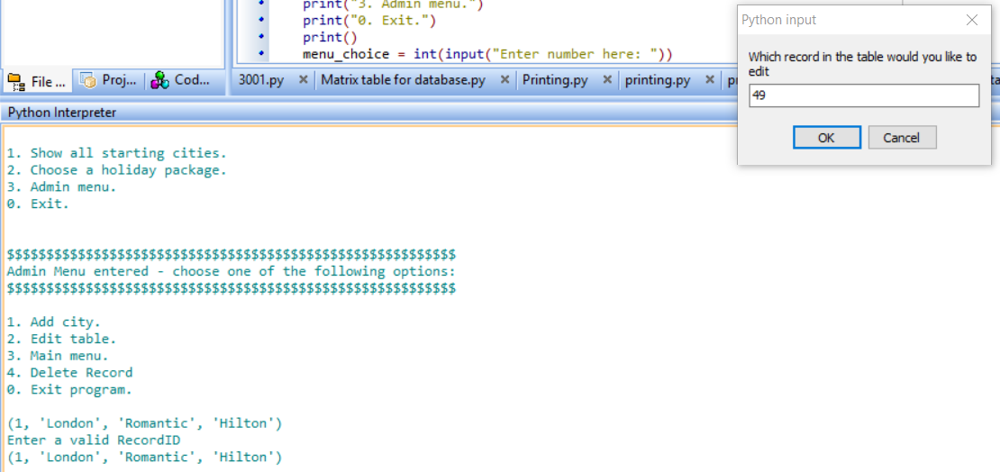 print("3. Admin menu.")
print("0. Exit.")
print()
menu_choice = int(input("Enter number here: "))
File ... Proj... Cod...
3001.py Matrix table for database.py Printing.py printing.py
Python Interpreter
1. Show all starting cities.
2. Choose a holiday package.
3. Admin menu.
0. Exit.
$$$$$$$$$$$$$$$$$$$$$$$$$$$$$$$$$$$$$$$$$$$$$$$$$$$$$$$$$
Admin Menu entered - choose one of the following options:
$$$$$$$$$$$$$$$$$$$$$$$$$$$$$$$$$$$$$$$$$$$$$$$$$$$$$$$$$
1. Add city.
2. Edit table.
3. Main menu.
4. Delete Record
0. Exit program.
(1, 'London', 'Romantic', 'Hilton')
Enter a valid RecordID
(1, 'London', 'Romantic', 'Hilton')
Python input
Which record in the table would you like to
edit
49
OK Cancel